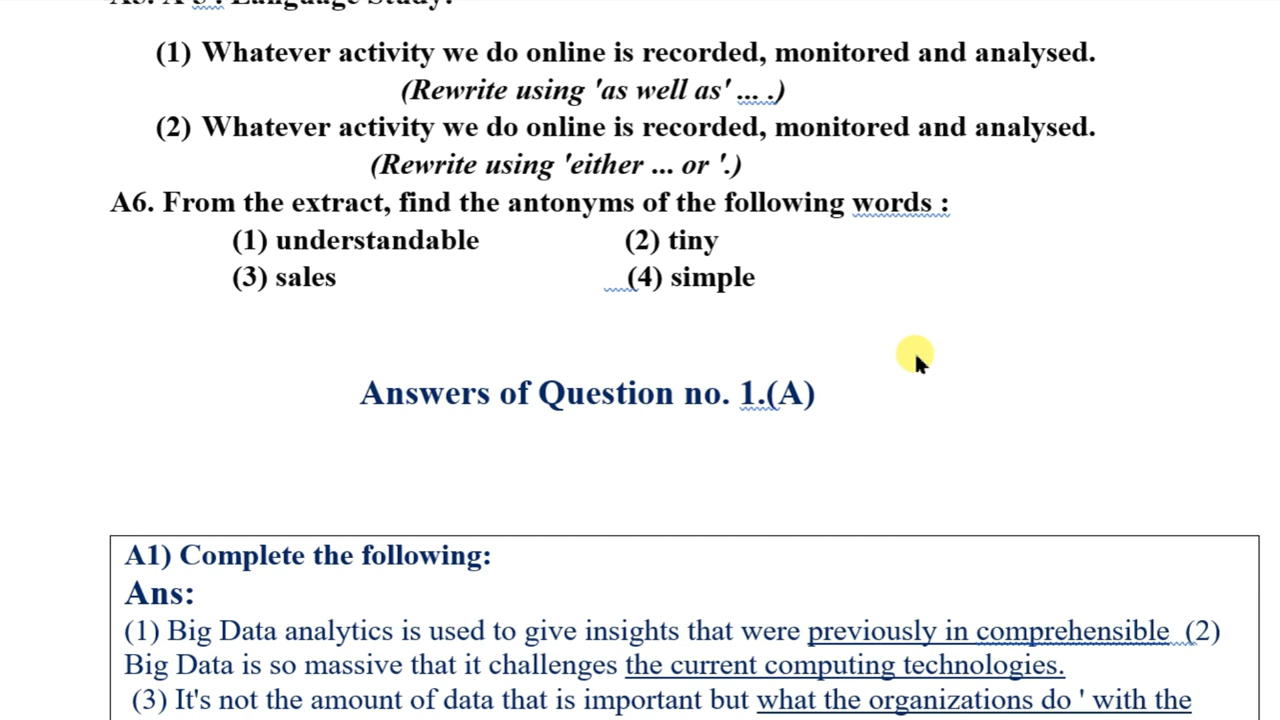 A5. A 5 . Language Study:
(1) Whatever activity we do online is recorded, monitored and analysed.
(Rewrite using 'as well as' ... .)
(2) Whatever activity we do online is recorded, monitored and analysed.
(Rewrite using 'either ... or '.)
A6. From the extract, find the antonyms of the following words :
(1) understandable (2) tiny
(3) sales (4) simple
Answers of Question no. 1.(A)
A1) Complete the following:
Ans:
(1) Big Data analytics is used to give insights that were previously in comprehensible (2)
Big Data is so massive that it challenges the current computing technologies.
(3) It's not the amount of data that is important but what the organizations do ' with the